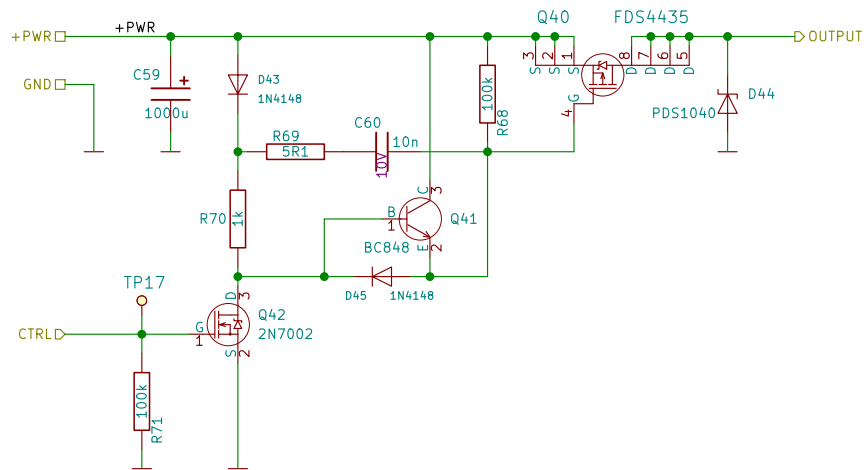 Q40 FDS4435
+PWR +PWR OUTPUT
3 2 1 8 7 6 5
S S S D D D D
C59 D43
GND 1N4148 100k D44
1000u G PDS1040
4
C60
R69 10n R68
5R1 10V
C 3
R70 1k B Q41
1
BC848 E 2
TP17 D45 1N4148
D 3
Q42
CTRL G 2N7002
1
S 2
100k
R71